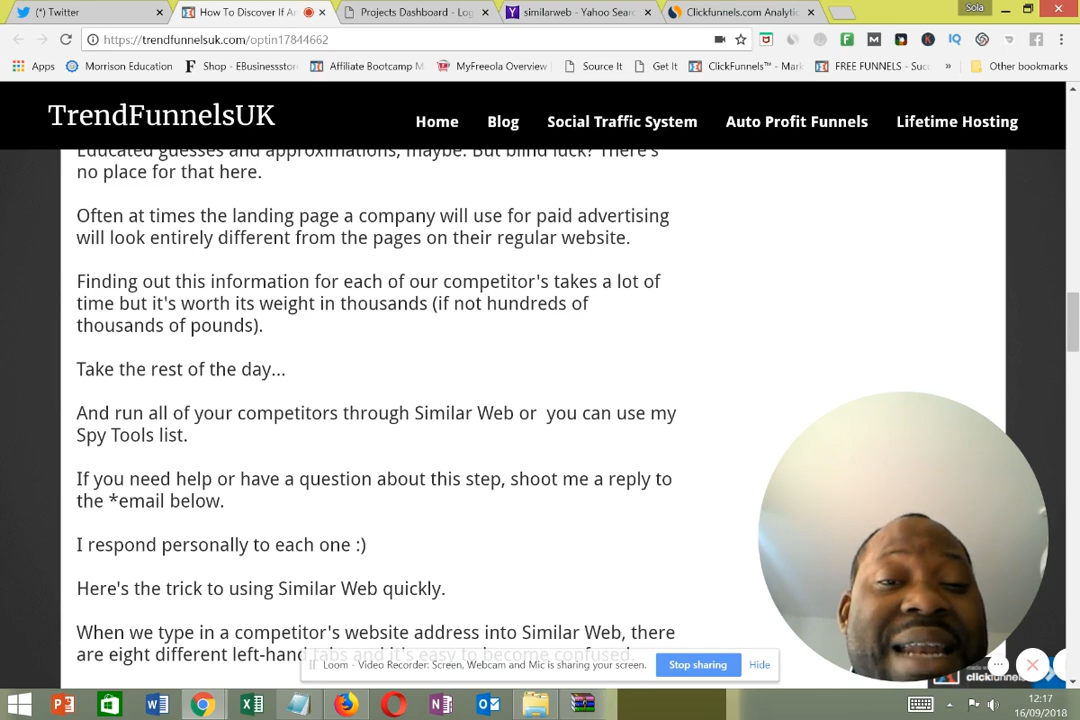 (*) Twitter
How To Discover If An
Projects Dashboard - Log
similarweb - Yahoo Sear
Clickfunnels.com Analytic
Sola
https://trendfunnelsuk.com/optin17844662
Apps
Morrison Education
Shop - EBusinessstore
Affiliate Bootcamp M
MyFreeola Overview
Source It
Get It
ClickFunnels™ - Mark
FREE FUNNELS - Succ
Other bookmarks
TrendFunnelsUK
Home
Blog
Social Traffic System
Auto Profit Funnels
Lifetime Hosting
Educated guesses and approximations, maybe. But blind luck? There's
no place for that here.
Often at times the landing page a company will use for paid advertising
will look entirely different from the pages on their regular website.
Finding out this information for each of our competitor's takes a lot of
time but it's worth its weight in thousands (if not hundreds of
thousands of pounds).
Take the rest of the day...
And run all of your competitors through Similar Web or you can use my
Spy Tools list.
If you need help or have a question about this step, shoot me a reply to
the *email below.
I respond personally to each one :)
Here's the trick to using Similar Web quickly.
When we type in a competitor's website address into Similar Web, there
are eight different left-hand tabs and it's easy to become confused.
Loom - Video Recorder: Screen, Webcam and Mic is sharing your screen.
Stop sharing
Hide
clickfunnels
12:17
16/09/2018